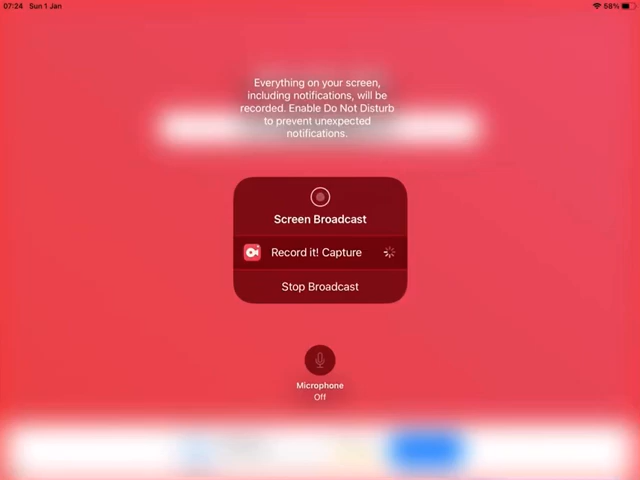 07:24 Sun 1 Jan
58%
Everything on your screen,
including notifications, will be
recorded. Enable Do Not Disturb
to prevent unexpected
notifications.
Screen Broadcast
Record it! Capture
Stop Broadcast
Microphone
Off